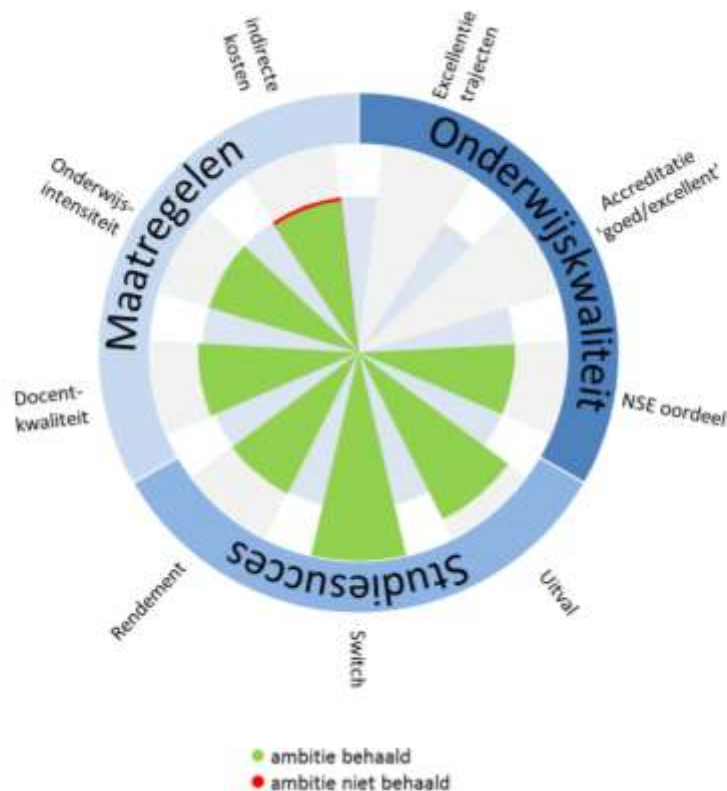 indirecte
kosten
Excellentie
trajecten
Onderwijs-
intensiteit
Accreditatie
'goed/excellent'
Maatregelen
Onderwijskwaliteit
Docent-
kwaliteit
NSE oordeel
Studiesucces
Rendement
Uitval
Switch
ambitie behaald
ambitie niet behaald